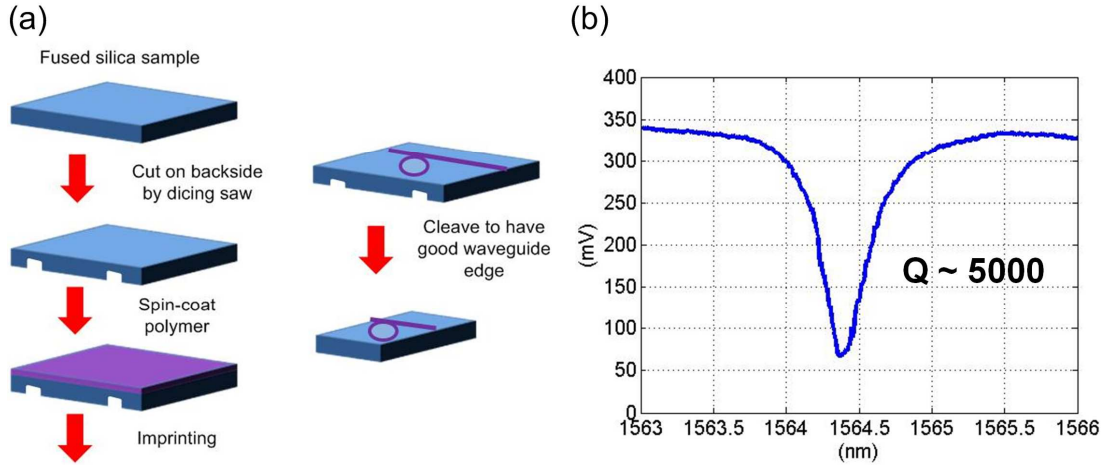 (a)
Fused silica sample
Cut on backside
by dicing saw
Spin-coat
polymer
Imprinting
Cleave to have
good waveguide
edge
(b)
400
350
300
250
200
150
100
50
0
(mV)
Q ~ 5000
1563 1563.5 1564 1564.5 1565 1565.5 1566
(nm)